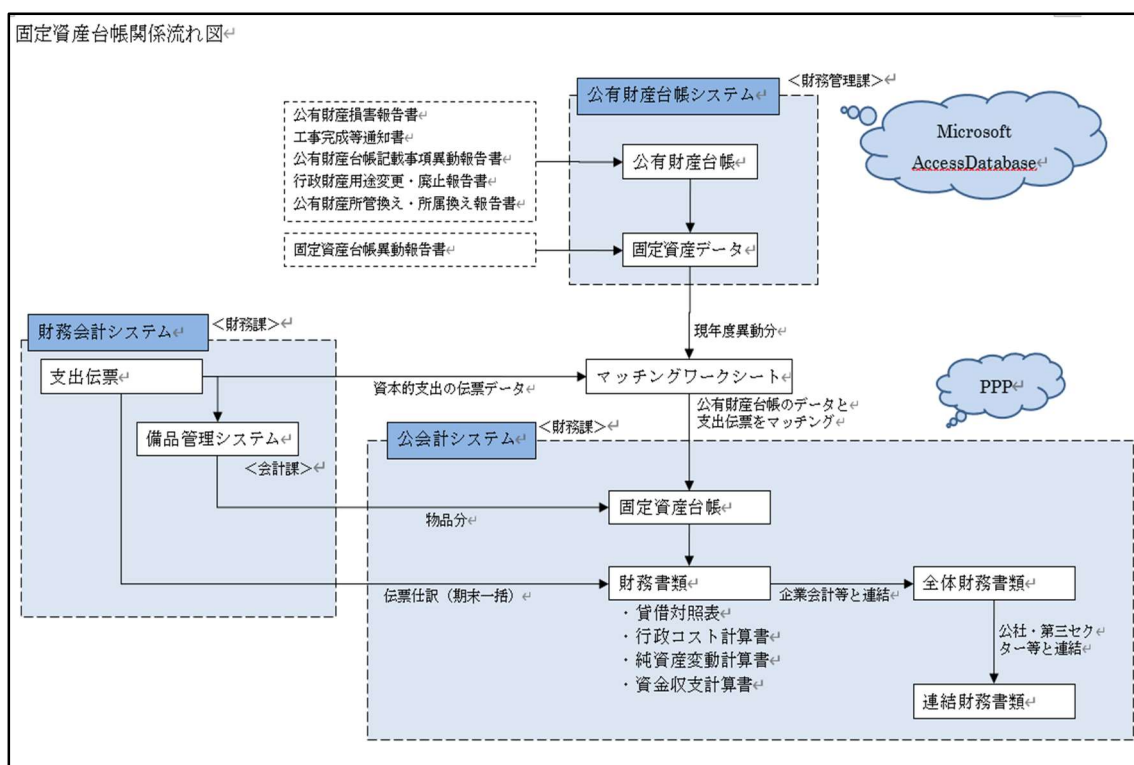 固定資産台帳関係流れ図
<財務管理課>
公有財産台帳システム
公有財産損害報告書
工事完成等通知書
公有財産台帳記載事項異動報告書
行政財産用途変更・廃止報告書
公有財産所管換え・所属換え報告書
公有財産台帳
Microsoft
AccessDatabase
固定資産台帳異動報告書
固定資産データ
現年度異動分
財務会計システム
<財務課>
支出伝票
資本的支出の伝票データ
マッチングワークシート
公有財産台帳のデータと
支出伝票をマッチング
PPP
備品管理システム
<会計課>
公会計システム
<財務課>
物品分
固定資産台帳
伝票仕訳（期末一括）
財務書類
・貸借対照表
・行政コスト計算書
・純資産変動計算書
・資金収支計算書
企業会計等と連結
全体財務書類
公社・第三セク
ター等と連結
連結財務書類